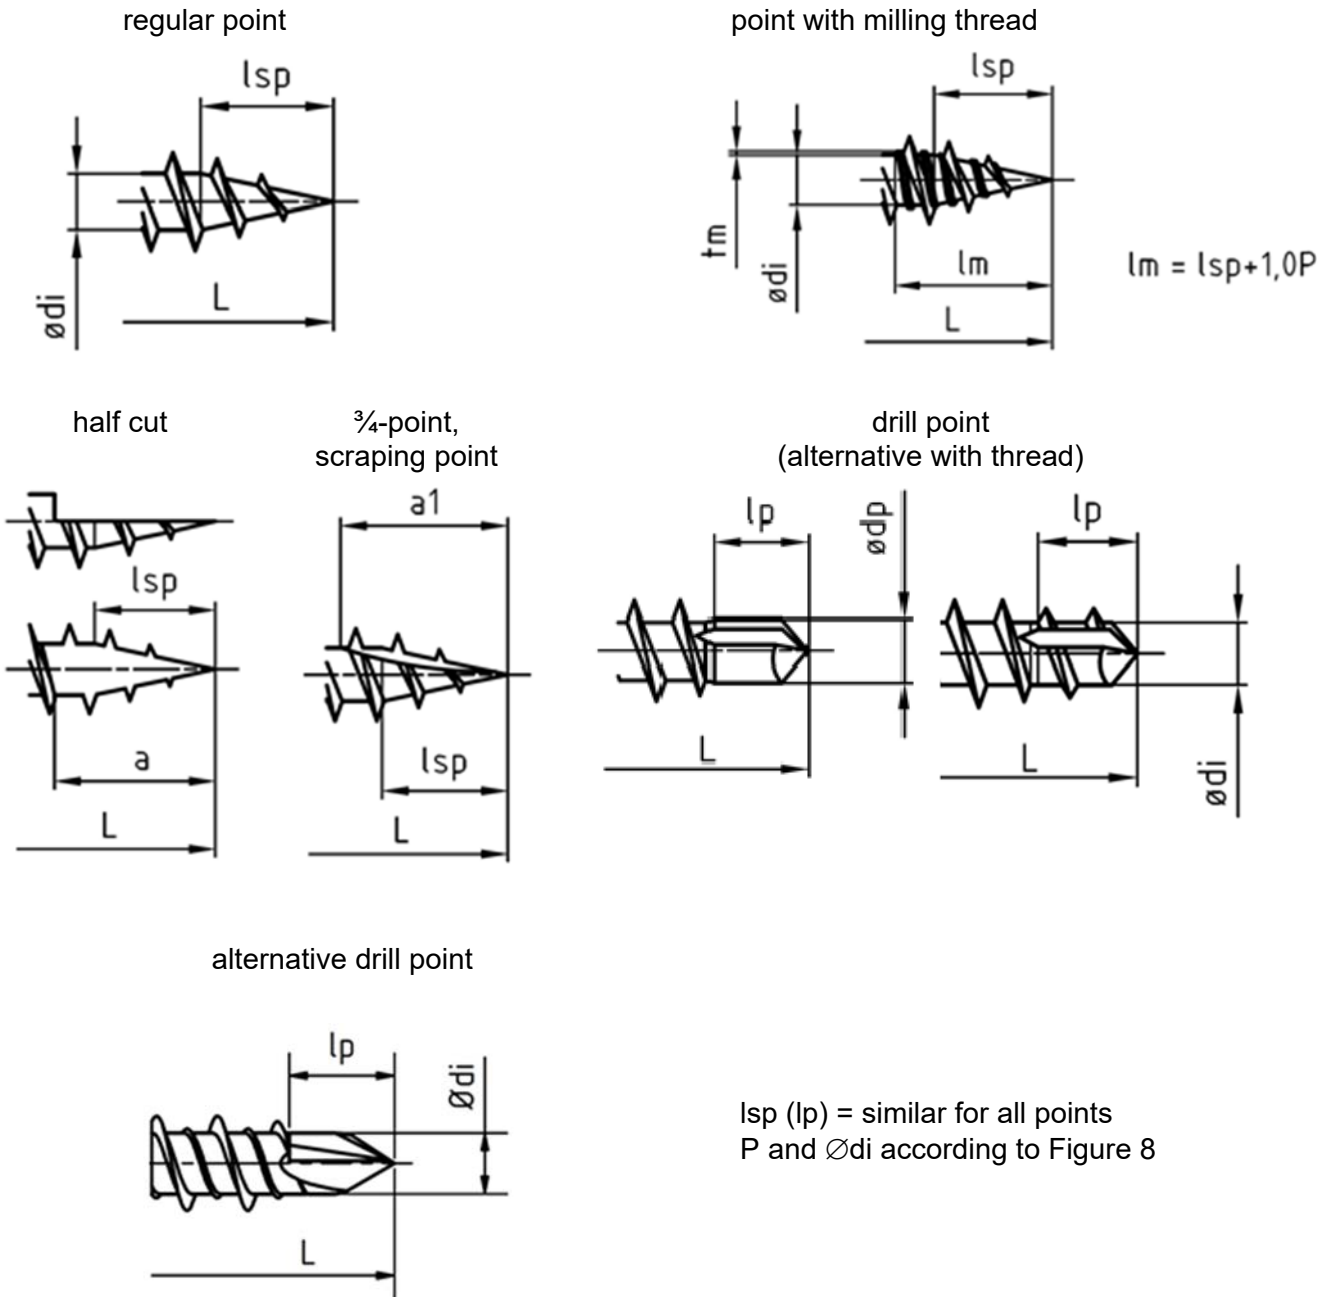 regular point
lsp
ødi
L
point with milling thread
lsp
tm
ødi
lm
L
lm = lsp+1,0P
half cut
lsp
a
L
¾-point,
scraping point
a1
lsp
L
drill point
(alternative with thread)
lp
ødp
L
lp
L
ødi
alternative drill point
lp
Ødi
L
lsp (lp) = similar for all points
P and ∅di according to Figure 8